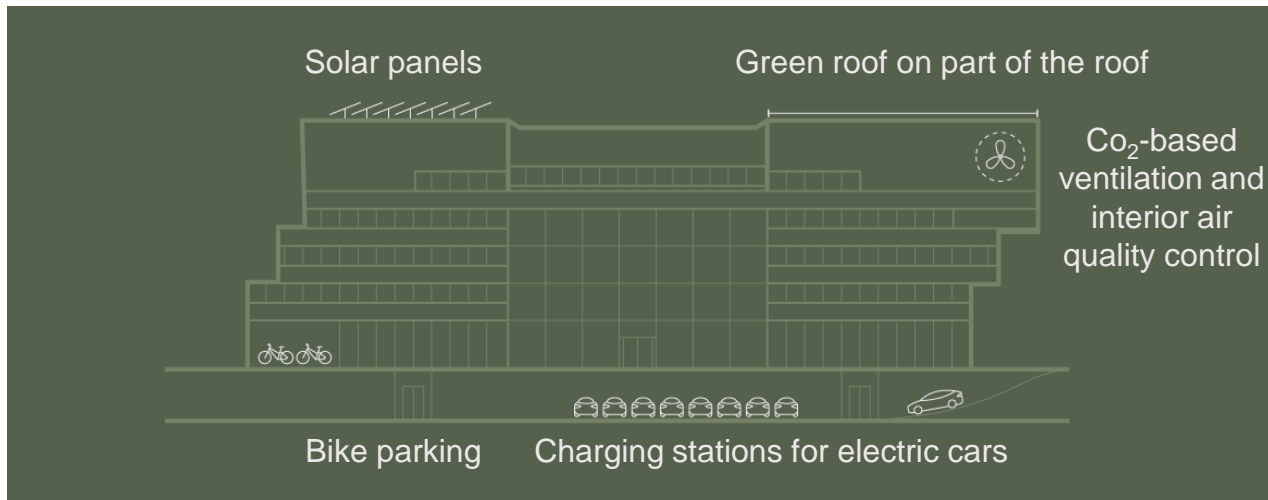 Solar panels
Green roof on part of the roof
Co₂-based
ventilation and
interior air
quality control
Bike parking
Charging stations for electric cars